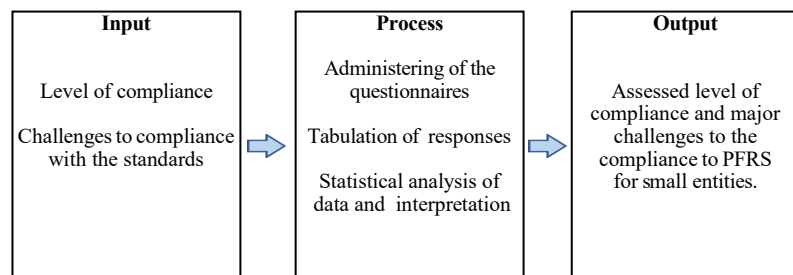 Input
Level of compliance
Challenges to compliance
with the standards
Process
Administering of the
questionnaires
Tabulation of responses
Statistical analysis of
data and interpretation
Output
Assessed level of
compliance and major
challenges to the
compliance to PFRS
for small entities.